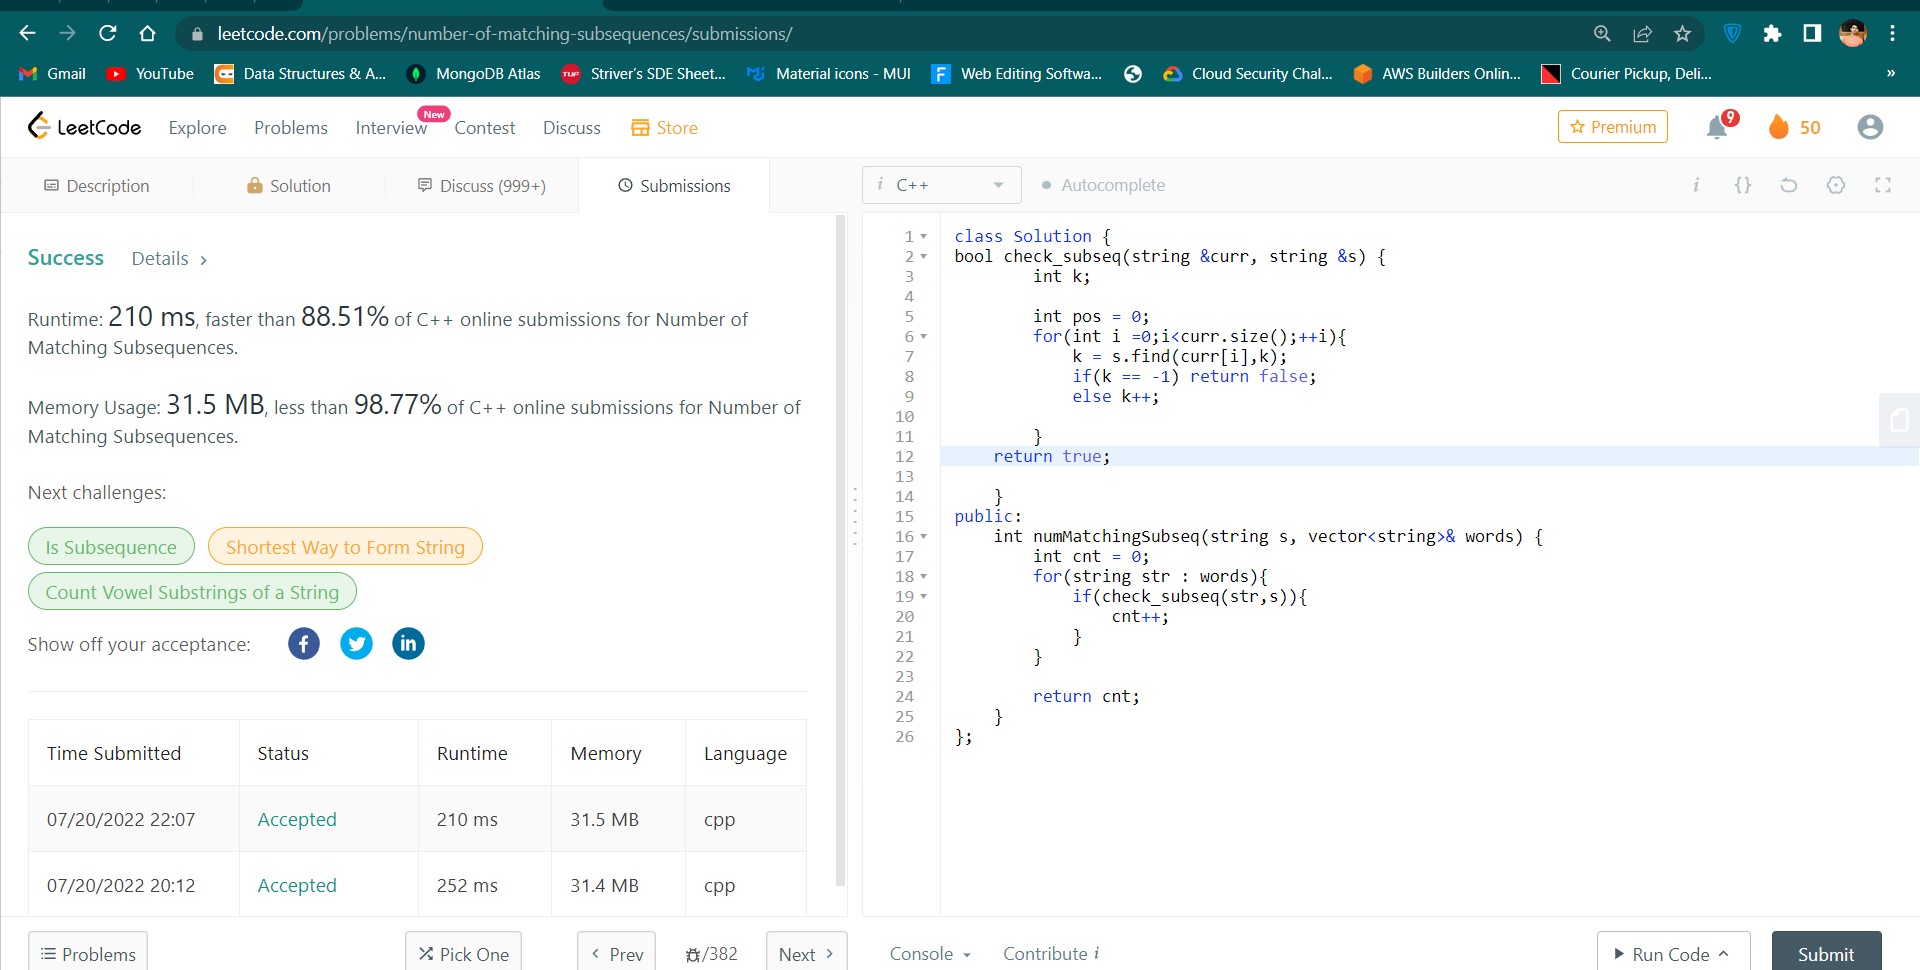 leetcode.com/problems/number-of-matching-subsequences/submissions/
Gmail YouTube Data Structures & A... MongoDB Atlas TUF Striver's SDE Sheet... Material icons - MUI Web Editing Softwa... Cloud Security Chal... AWS Builders Onlin... Courier Pickup, Deli... »
LeetCode Explore Problems Interview New Contest Discuss Store Premium 9 50
Description Solution Discuss (999+) Submissions
i C++ Autocomplete i {}
Success Details >
Runtime: 210 ms, faster than 88.51% of C++ online submissions for Number of
Matching Subsequences.
Memory Usage: 31.5 MB, less than 98.77% of C++ online submissions for Number of
Matching Subsequences.
Next challenges:
Is Subsequence Shortest Way to Form String
Count Vowel Substrings of a String
Show off your acceptance: f in
Time Submitted Status Runtime Memory Language
07/20/2022 22:07 Accepted 210 ms 31.5 MB cpp
07/20/2022 20:12 Accepted 252 ms 31.4 MB cpp
1 class Solution {
2 bool check_subseq(string &curr, string &s) {
3         int k;
4
5         int pos = 0;
6         for(int i =0;i<curr.size();++i){
7             k = s.find(curr[i],k);
8             if(k == -1) return false;
9             else k++;
10
11         }
12     return true;
13
14     }
15 public:
16     int numMatchingSubseq(string s, vector<string>& words) {
17         int cnt = 0;
18         for(string str : words){
19             if(check_subseq(str,s)){
20                 cnt++;
21             }
22         }
23
24         return cnt;
25     }
26 };
Problems Pick One < Prev /382 Next > Console Contribute i Run Code Submit